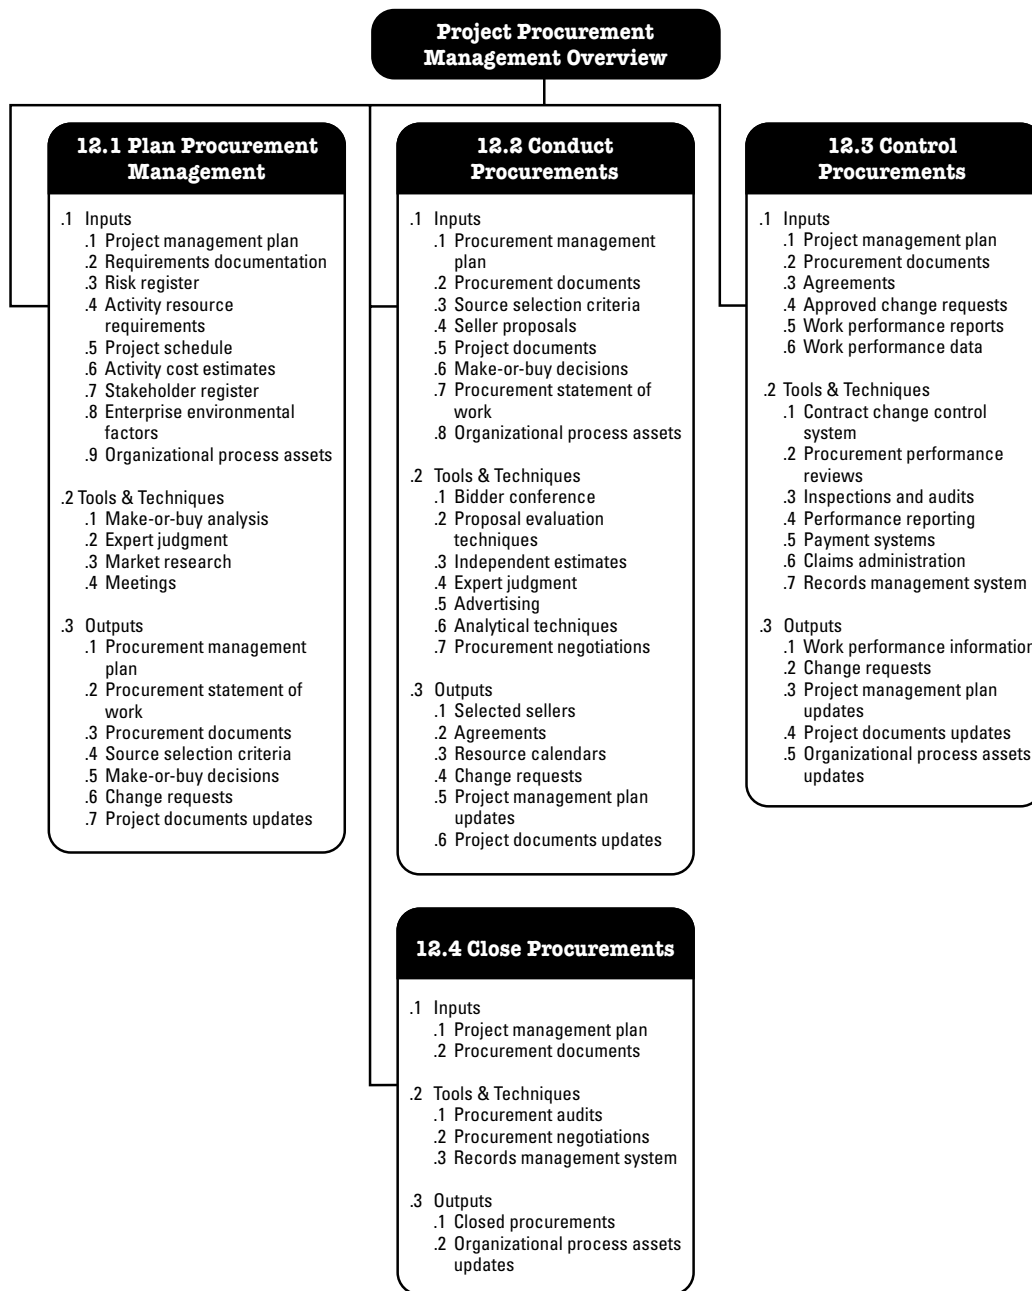 Project Procurement
Management Overview
12.1 Plan Procurement
Management
.1 Inputs
.1 Project management plan
.2 Requirements documentation
.3 Risk register
.4 Activity resource
requirements
.5 Project schedule
.6 Activity cost estimates
.7 Stakeholder register
.8 Enterprise environmental
factors
.9 Organizational process assets
.2 Tools & Techniques
.1 Make-or-buy analysis
.2 Expert judgment
.3 Market research
.4 Meetings
.3 Outputs
.1 Procurement management
plan
.2 Procurement statement of
work
.3 Procurement documents
.4 Source selection criteria
.5 Make-or-buy decisions
.6 Change requests
.7 Project documents updates
12.2 Conduct
Procurements
.1 Inputs
.1 Procurement management
plan
.2 Procurement documents
.3 Source selection criteria
.4 Seller proposals
.5 Project documents
.6 Make-or-buy decisions
.7 Procurement statement of
work
.8 Organizational process assets
.2 Tools & Techniques
.1 Bidder conference
.2 Proposal evaluation
techniques
.3 Independent estimates
.4 Expert judgment
.5 Advertising
.6 Analytical techniques
.7 Procurement negotiations
.3 Outputs
.1 Selected sellers
.2 Agreements
.3 Resource calendars
.4 Change requests
.5 Project management plan
updates
.6 Project documents updates
12.3 Control
Procurements
.1 Inputs
.1 Project management plan
.2 Procurement documents
.3 Agreements
.4 Approved change requests
.5 Work performance reports
.6 Work performance data
.2 Tools & Techniques
.1 Contract change control
system
.2 Procurement performance
reviews
.3 Inspections and audits
.4 Performance reporting
.5 Payment systems
.6 Claims administration
.7 Records management system
.3 Outputs
.1 Work performance information
.2 Change requests
.3 Project management plan
updates
.4 Project documents updates
.5 Organizational process assets
updates
12.4 Close Procurements
.1 Inputs
.1 Project management plan
.2 Procurement documents
.2 Tools & Techniques
.1 Procurement audits
.2 Procurement negotiations
.3 Records management system
.3 Outputs
.1 Closed procurements
.2 Organizational process assets
updates